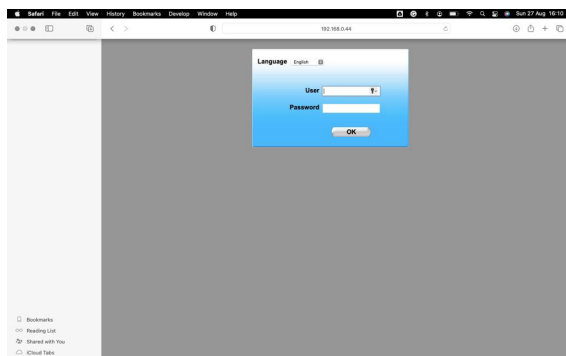 Safari File Edit View History Bookmarks Develop Window Help Sun 27 Aug 16:10
192.168.0.44
Language English
User
Password
OK
Bookmarks
Reading List
Shared with You
iCloud Tabs